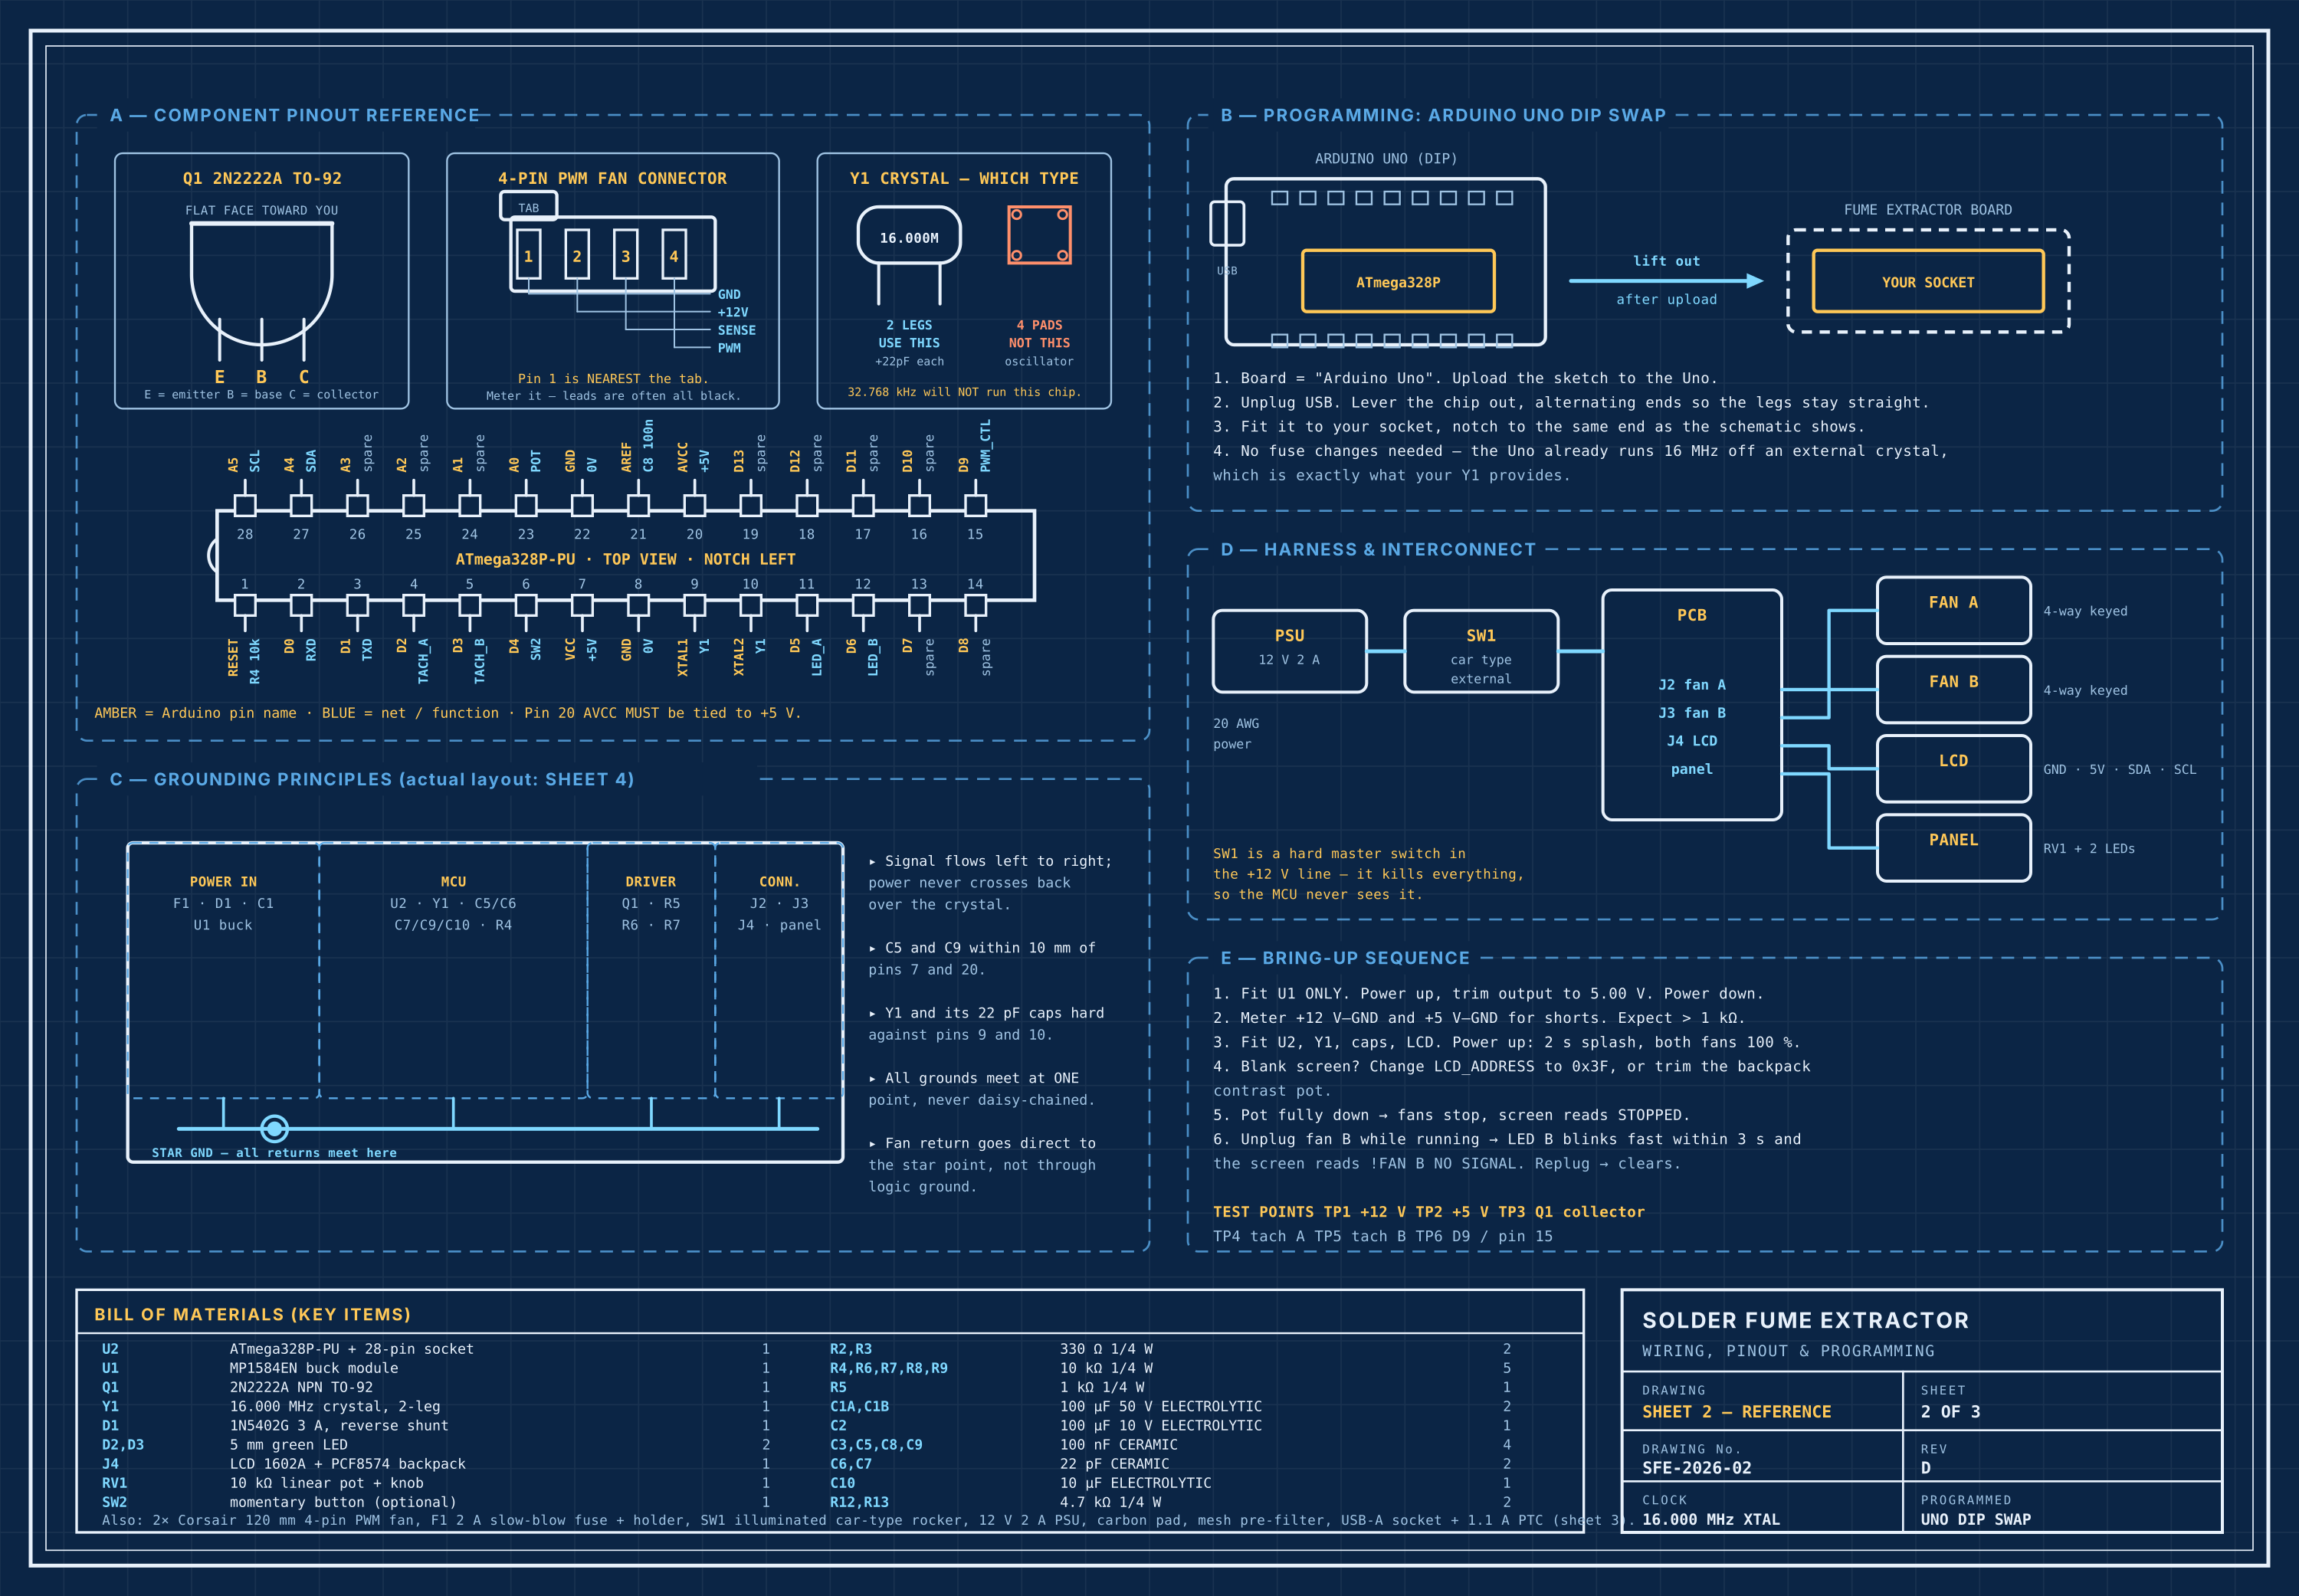 A — COMPONENT PINOUT REFERENCE
Q1 2N2222A TO-92
FLAT FACE TOWARD YOU
E B C
E = emitter B = base C = collector
4-PIN PWM FAN CONNECTOR
TAB
1 2 3 4
GND
+12V
SENSE
PWM
Pin 1 is NEAREST the tab.
Meter it — leads are often all black.
Y1 CRYSTAL — WHICH TYPE
16.000M
2 LEGS
USE THIS
+22pF each
4 PADS
NOT THIS
oscillator
32.768 kHz will NOT run this chip.
A5 SCL
A4 SDA
A3 spare
A2 spare
A1 spare
A0 POT
GND 0V
AREF C8 100n
AVCC +5V
D13 spare
D12 spare
D11 spare
D10 spare
D9 PWM_CTL
28 27 26 25 24 23 22 21 20 19 18 17 16 15
ATmega328P-PU · TOP VIEW · NOTCH LEFT
1 2 3 4 5 6 7 8 9 10 11 12 13 14
RESET R4 10k
D0 RXD
D1 TXD
D2 TACH_A
D3 TACH_B
D4 SW2
VCC +5V
GND 0V
XTAL1 Y1
XTAL2 Y1
D5 LED_A
D6 LED_B
D7 spare
D8 spare
AMBER = Arduino pin name · BLUE = net / function · Pin 20 AVCC MUST be tied to +5 V.
B — PROGRAMMING: ARDUINO UNO DIP SWAP
ARDUINO UNO (DIP)
USB
ATmega328P
lift out
after upload
FUME EXTRACTOR BOARD
YOUR SOCKET
1. Board = "Arduino Uno". Upload the sketch to the Uno.
2. Unplug USB. Lever the chip out, alternating ends so the legs stay straight.
3. Fit it to your socket, notch to the same end as the schematic shows.
4. No fuse changes needed — the Uno already runs 16 MHz off an external crystal,
which is exactly what your Y1 provides.
C — GROUNDING PRINCIPLES (actual layout: SHEET 4)
POWER IN
F1 · D1 · C1
U1 buck
MCU
U2 · Y1 · C5/C6
C7/C9/C10 · R4
DRIVER
Q1 · R5
R6 · R7
CONN.
J2 · J3
J4 · panel
STAR GND — all returns meet here
▸ Signal flows left to right;
power never crosses back
over the crystal.
▸ C5 and C9 within 10 mm of
pins 7 and 20.
▸ Y1 and its 22 pF caps hard
against pins 9 and 10.
▸ All grounds meet at ONE
point, never daisy-chained.
▸ Fan return goes direct to
the star point, not through
logic ground.
D — HARNESS & INTERCONNECT
PSU
12 V 2 A
20 AWG
power
SW1
car type
external
PCB
J2 fan A
J3 fan B
J4 LCD
panel
FAN A
4-way keyed
FAN B
4-way keyed
LCD
GND · 5V · SDA · SCL
PANEL
RV1 + 2 LEDs
SW1 is a hard master switch in
the +12 V line — it kills everything,
so the MCU never sees it.
E — BRING-UP SEQUENCE
1. Fit U1 ONLY. Power up, trim output to 5.00 V. Power down.
2. Meter +12 V—GND and +5 V—GND for shorts. Expect > 1 kΩ.
3. Fit U2, Y1, caps, LCD. Power up: 2 s splash, both fans 100 %.
4. Blank screen? Change LCD_ADDRESS to 0x3F, or trim the backpack
contrast pot.
5. Pot fully down → fans stop, screen reads STOPPED.
6. Unplug fan B while running → LED B blinks fast within 3 s and
the screen reads !FAN B NO SIGNAL. Replug → clears.
TEST POINTS TP1 +12 V TP2 +5 V TP3 Q1 collector
TP4 tach A TP5 tach B TP6 D9 / pin 15
BILL OF MATERIALS (KEY ITEMS)
U2 ATmega328P-PU + 28-pin socket 1
U1 MP1584EN buck module 1
Q1 2N2222A NPN TO-92 1
Y1 16.000 MHz crystal, 2-leg 1
D1 1N5402G 3 A, reverse shunt 1
D2,D3 5 mm green LED 2
J4 LCD 1602A + PCF8574 backpack 1
RV1 10 kΩ linear pot + knob 1
SW2 momentary button (optional) 1
R2,R3 330 Ω 1/4 W 2
R4,R6,R7,R8,R9 10 kΩ 1/4 W 5
R5 1 kΩ 1/4 W 1
C1A,C1B 100 µF 50 V ELECTROLYTIC 2
C2 100 µF 10 V ELECTROLYTIC 1
C3,C5,C8,C9 100 nF CERAMIC 4
C6,C7 22 pF CERAMIC 2
C10 10 µF ELECTROLYTIC 1
R12,R13 4.7 kΩ 1/4 W 2
Also: 2× Corsair 120 mm 4-pin PWM fan, F1 2 A slow-blow fuse + holder, SW1 illuminated car-type rocker, 12 V 2 A PSU, carbon pad, mesh pre-filter, USB-A socket + 1.1 A PTC (sheet 3).
SOLDER FUME EXTRACTOR
WIRING, PINOUT & PROGRAMMING
DRAWING
SHEET 2 — REFERENCE
SHEET
2 OF 3
DRAWING No.
SFE-2026-02
REV
D
CLOCK
16.000 MHz XTAL
PROGRAMMED
UNO DIP SWAP